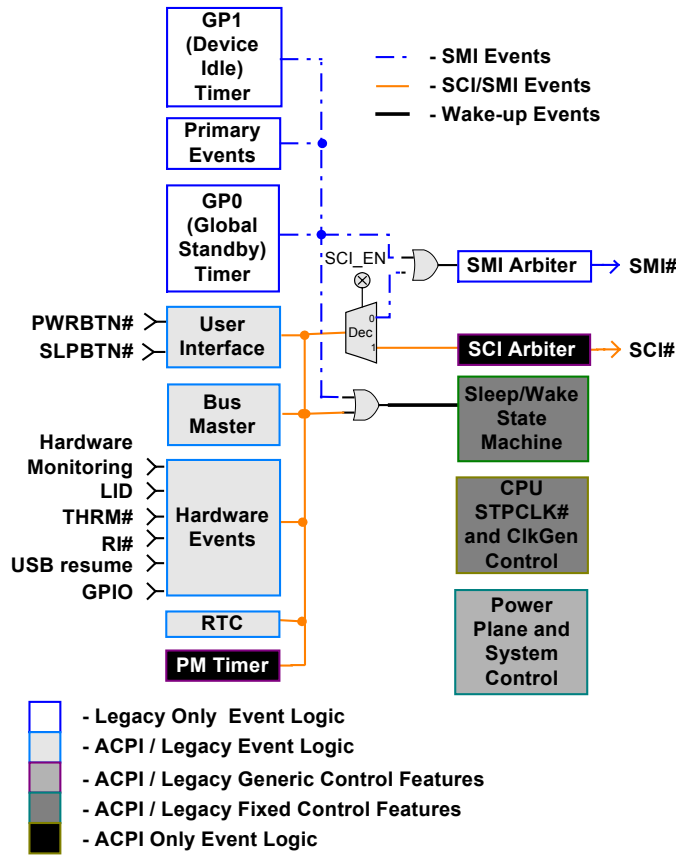 GP1
(Device
Idle)
Timer
- SMI Events
- SCI/SMI Events
- Wake-up Events
Primary
Events
GP0
(Global
Standby)
Timer
SCI_EN
SMI Arbiter
SMI#
PWRBTN#
SLPBTN#
User
Interface
0
Dec
1
SCI Arbiter
SCI#
Bus
Master
Sleep/Wake
State
Machine
Hardware
Monitoring
LID
THRM#
RI#
USB resume
GPIO
Hardware
Events
CPU
STPCLK#
and ClkGen
Control
RTC
PM Timer
Power
Plane and
System
Control
- Legacy Only Event Logic
- ACPI / Legacy Event Logic
- ACPI / Legacy Generic Control Features
- ACPI / Legacy Fixed Control Features
- ACPI Only Event Logic